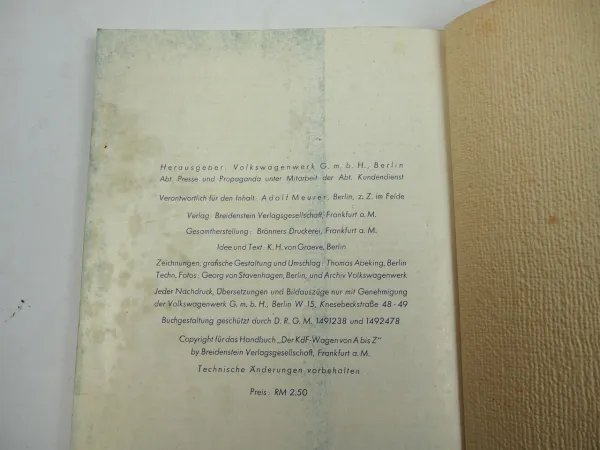 Herausgeber Volkswagenwerk G. m. b. H., Berlin
Abt. Presse und Propaganda unter Mitarbeit der Abt. Kundendienst
Verantwortlich für den Inhalt: Adolf Meurer, Berlin, z. Z. im Felde
Verlag: Breidenstein Verlagsgesellschaft, Frankfurt a. M.
Gesamtherstellung: Brönners Druckerei, Frankfurt a. M.
Idee und Text: K. H. von Graeve, Berlin
Zeichnungen, grafische Gestaltung und Umschlag: Thomas Abeking, Berlin
Techn. Fotos: Georg von Stavenhagen, Berlin, und Archiv Volkswagenwerk
Jeder Nachdruck, Übersetzungen und Bildauszüge nur mit Genehmigung
der Volkswagenwerk G. m. b. H., Berlin W 15, Knesebeckstraße 48-49
Buchgestaltung geschützt durch D. R. G. M. 1491238 und 1492478
Copyright für das Handbuch „Der KdF-Wagen von A bis Z"
by Breidenstein Verlagsgesellschaft, Frankfurt a. M.
Technische Änderungen vorbehalten
Preis: RM 2,50